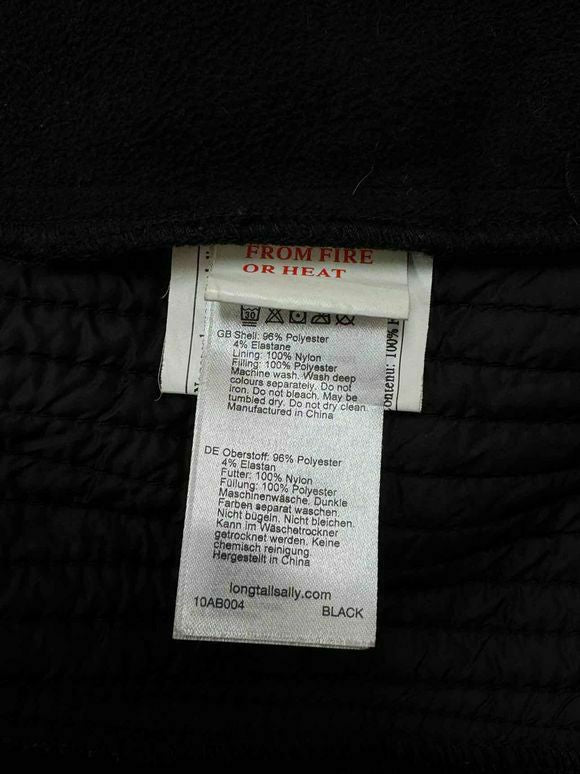 FROM FIRE
OR HEAT
30
GB Shell: 96% Polyester
4% Elastane
Lining: 100% Nylon
Filling: 100% Polyester
Machine wash. Wash deep
colours separately. Do not
iron. Do not bleach. May be
tumbled dry. Do not dry clean.
Manufactured in China
DE Oberstoff: 96% Polyester
4% Elastan
Futter: 100% Nylon
Füllung: 100% Polyester
Maschinenwäsche. Dunkle
Farben separat waschen.
Nicht bügeln. Nicht bleichen.
Kann im Wäschetrockner
getrocknet werden. Keine
chemisch reinigung.
Hergestellt in China
longtallsally.com
10AB004 BLACK
ontenu: 100%